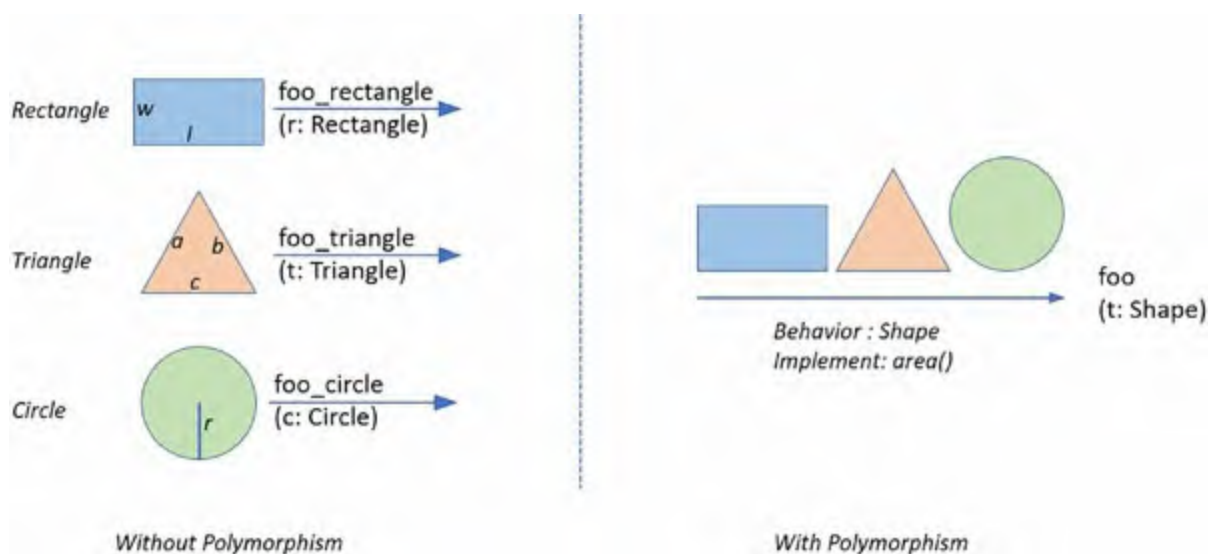 Rectangle
w
l
foo_rectangle
(r: Rectangle)
Triangle
a
b
c
foo_triangle
(t: Triangle)
Circle
r
foo_circle
(c: Circle)
Without Polymorphism
foo
(t: Shape)
Behavior : Shape
Implement: area()
With Polymorphism